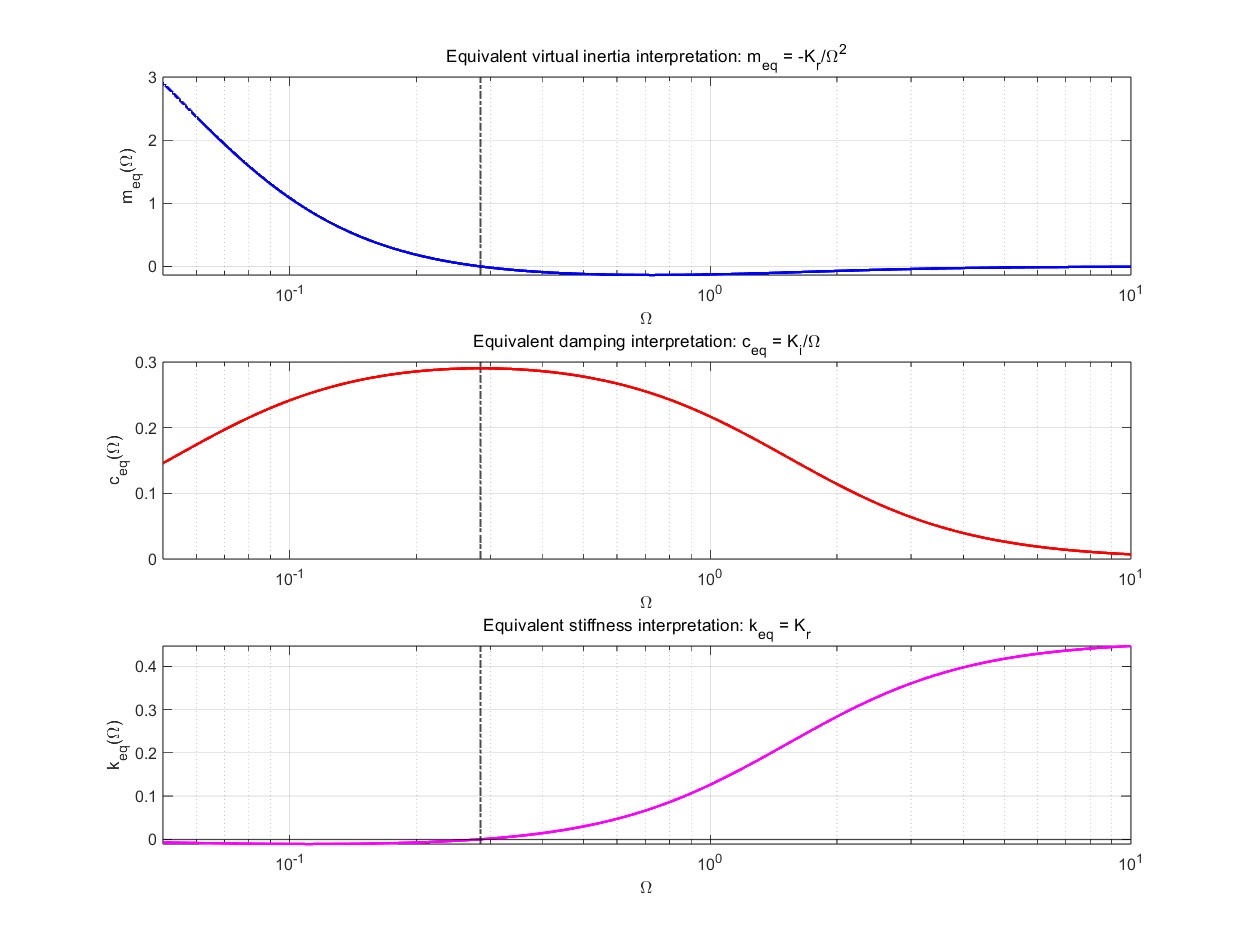 Equivalent virtual inertia interpretation: m_eq = -K_r/Ω^2
3
2
1
0
m_eq(Ω)
10^-1
10^0
10^1
Ω
Equivalent damping interpretation: c_eq = K_i/Ω
0.3
0.2
0.1
0
c_eq(Ω)
10^-1
10^0
10^1
Ω
Equivalent stiffness interpretation: k_eq = K_r
0.4
0.3
0.2
0.1
0
k_eq(Ω)
10^-1
10^0
10^1
Ω